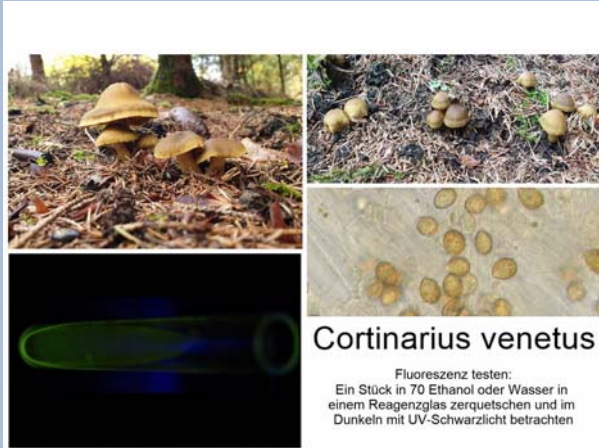 Cortinarius venetus
Fluoreszenz testen:
Ein Stück in 70 Ethanol oder Wasser in
einem Reagenzglas zerquetschen und im
Dunkeln mit UV-Schwarzlicht betrachten